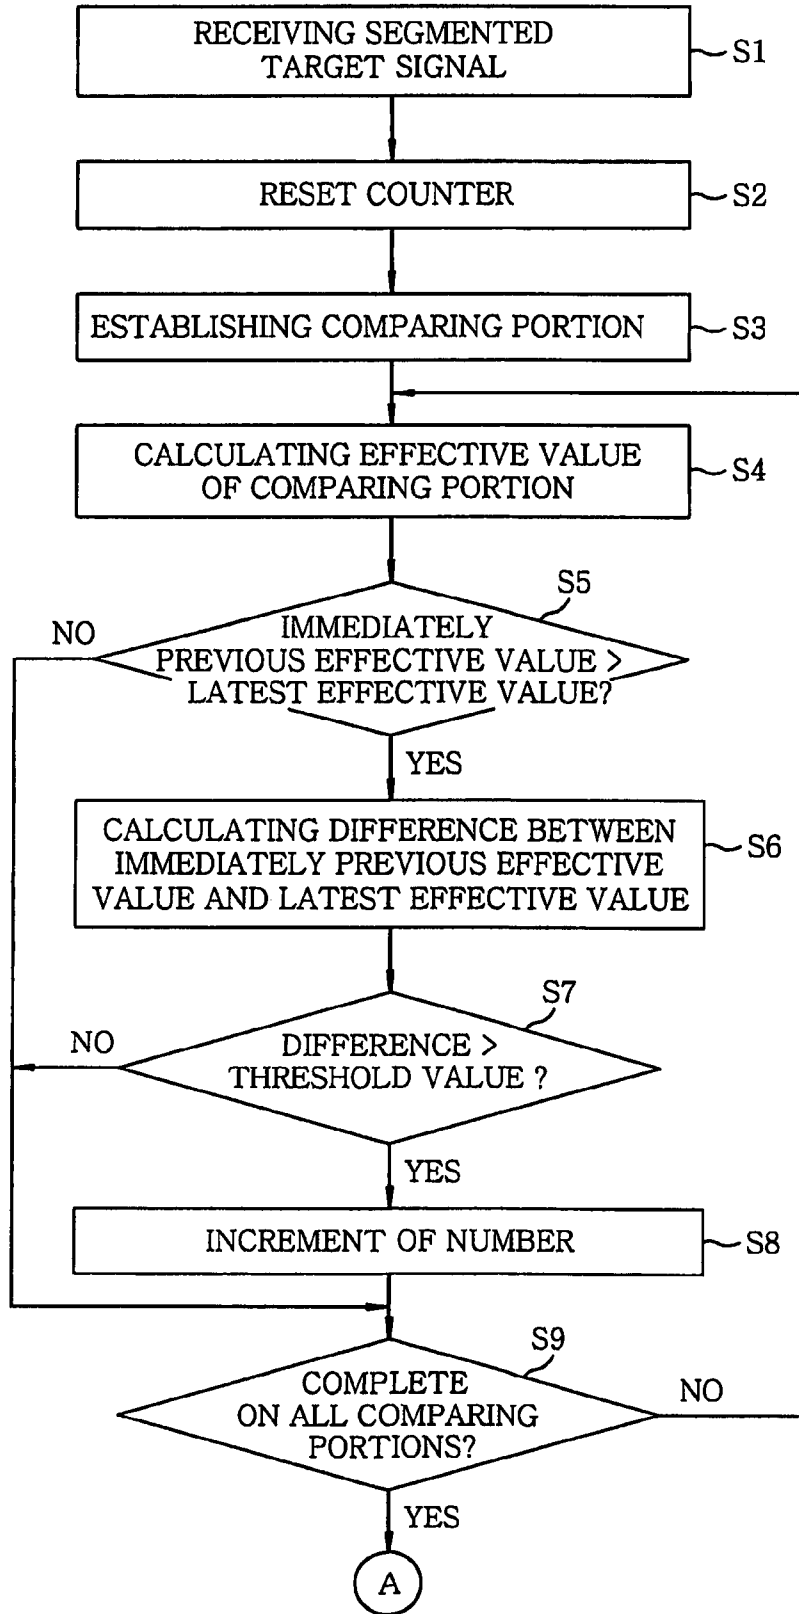 RECEIVING SEGMENTED
TARGET SIGNAL
S1
RESET COUNTER
S2
ESTABLISHING COMPARING PORTION
S3
CALCULATING EFFECTIVE VALUE
OF COMPARING PORTION
S4
S5
NO
IMMEDIATELY
PREVIOUS EFFECTIVE VALUE >
LATEST EFFECTIVE VALUE?
YES
CALCULATING DIFFERENCE BETWEEN
IMMEDIATELY PREVIOUS EFFECTIVE
VALUE AND LATEST EFFECTIVE VALUE
S6
S7
NO
DIFFERENCE >
THRESHOLD VALUE ?
YES
INCREMENT OF NUMBER
S8
S9
COMPLETE
ON ALL COMPARING
PORTIONS?
NO
YES
A